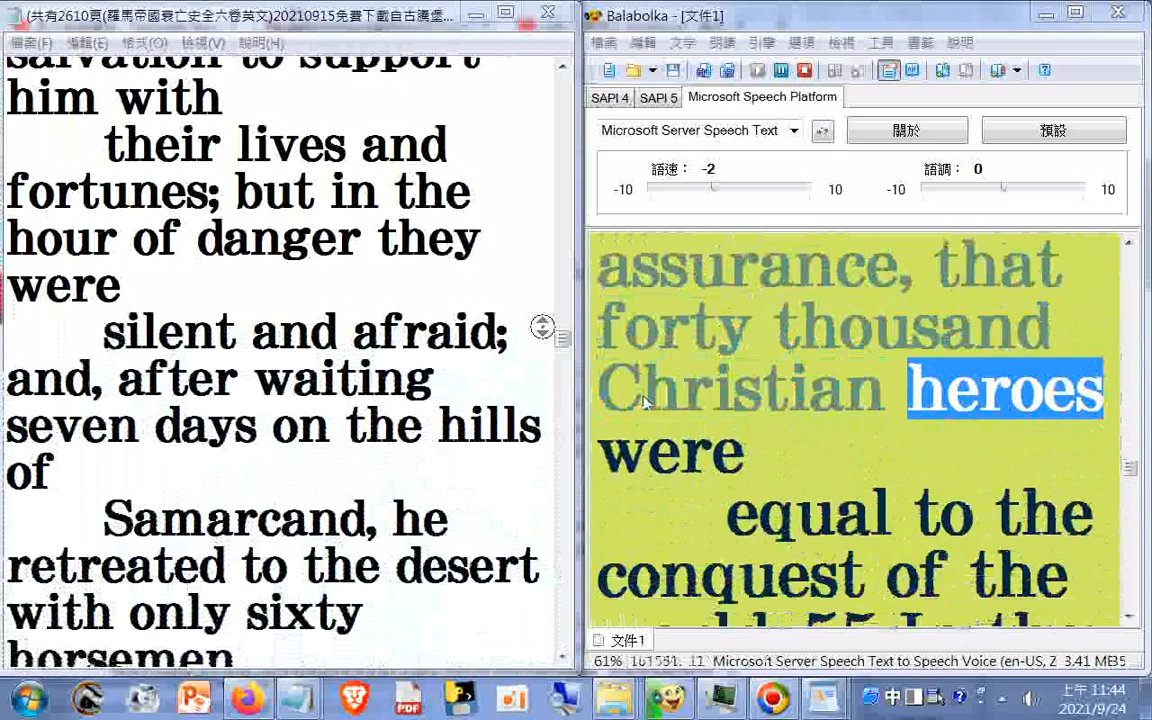 (共有2610頁(羅馬帝國衰亡史全六卷英文)20210915免費下載自古騰堡...
檔案(F) 編輯(E) 格式(O) 檢視(V) 說明(H)
salvation to support
him with
their lives and
fortunes; but in the
hour of danger they
were
silent and afraid;
and, after waiting
seven days on the hills
of
Samarcand, he
retreated to the desert
with only sixty
horsemen
Balabolka - [文件1]
檔案 編輯 文字 朗讀 引擎 選項 檢視 工具 書籤 說明
SAPI 4 SAPI 5 Microsoft Speech Platform
Microsoft Server Speech Text 關於 預設
語速： -2 語調： 0
-10 10 -10 10
assurance, that
forty thousand
Christian heroes
were
equal to the
conquest of the
文件1
61% Microsoft Server Speech Text to Speech Voice (en-US, Z 3.41 MB
中
上午 11:44
2021/9/24